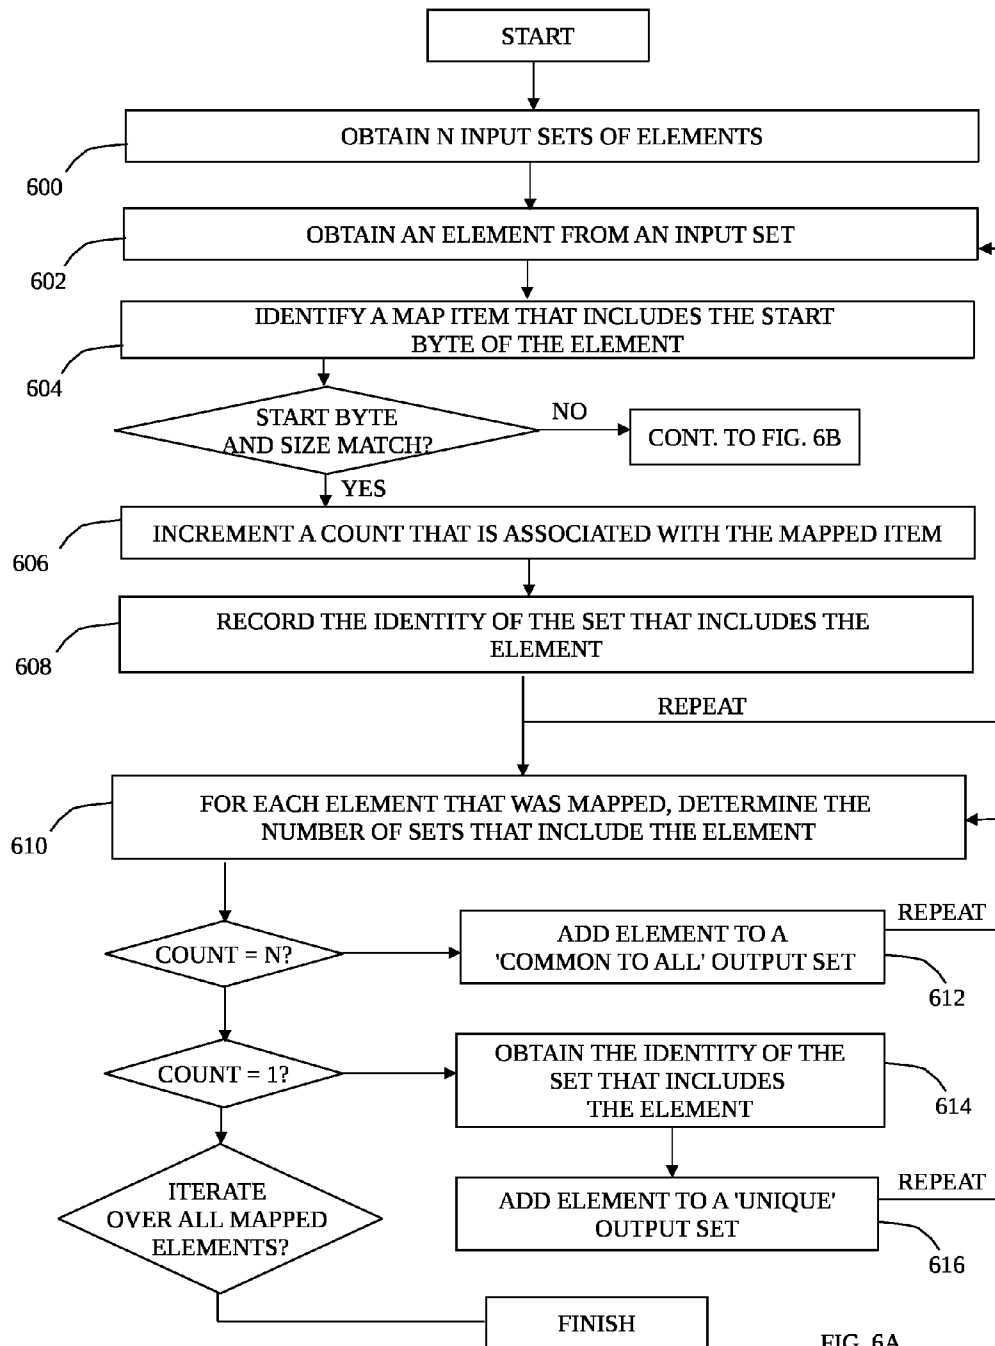 START
OBTAIN N INPUT SETS OF ELEMENTS
600
OBTAIN AN ELEMENT FROM AN INPUT SET
602
IDENTIFY A MAP ITEM THAT INCLUDES THE START
BYTE OF THE ELEMENT
604
START BYTE
AND SIZE MATCH?
NO
CONT. TO FIG. 6B
YES
INCREMENT A COUNT THAT IS ASSOCIATED WITH THE MAPPED ITEM
606
RECORD THE IDENTITY OF THE SET THAT INCLUDES THE
ELEMENT
608
REPEAT
FOR EACH ELEMENT THAT WAS MAPPED, DETERMINE THE
NUMBER OF SETS THAT INCLUDE THE ELEMENT
610
COUNT = N?
ADD ELEMENT TO A
'COMMON TO ALL' OUTPUT SET
REPEAT
612
COUNT = 1?
OBTAIN THE IDENTITY OF THE
SET THAT INCLUDES
THE ELEMENT
614
ITERATE
OVER ALL MAPPED
ELEMENTS?
ADD ELEMENT TO A 'UNIQUE'
OUTPUT SET
REPEAT
616
FINISH
FIG. 6A